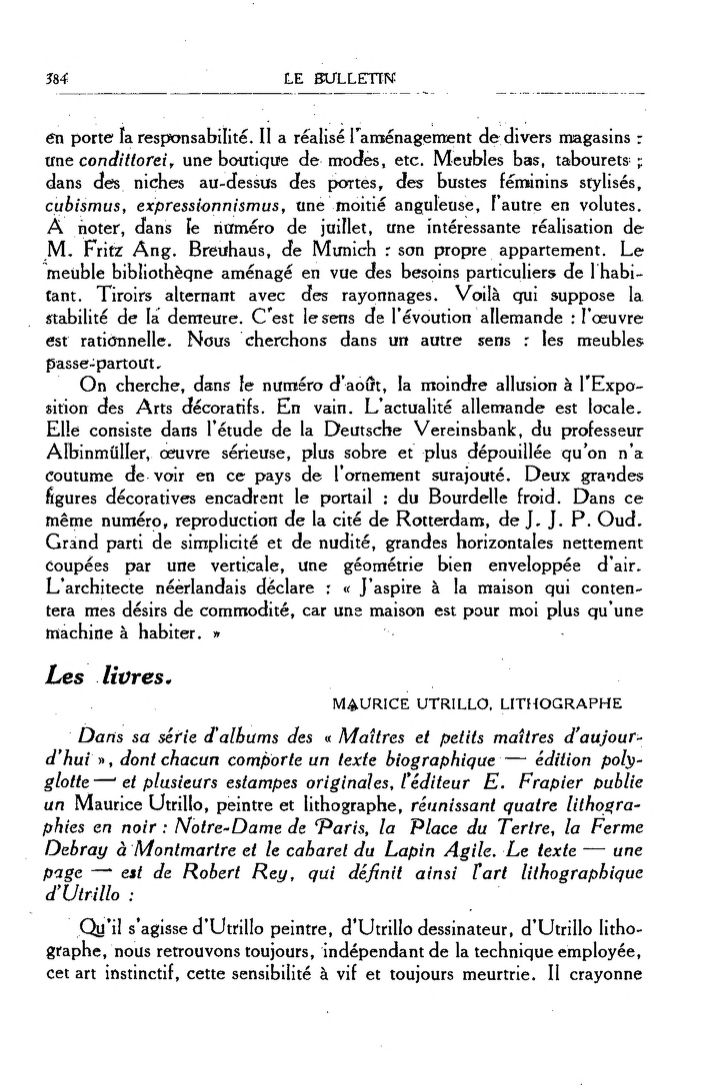 384 LE BULLETIN
en porte la responsabilité. Il a réalisé l'aménagement de divers magasins :
une condittorei, une boutique de modes, etc. Meubles bas, tabourets ;
dans des niches au-dessus des portes, des bustes féminins stylisés,
cubismus, expressionnismus, une moitié anguleuse, l'autre en volutes.
A noter, dans le numéro de juillet, une intéressante réalisation de
M. Fritz Ang. Breuhaus, de Munich : son propre appartement. Le
meuble bibliothèqne aménagé en vue des besoins particuliers de l'habi-
tant. Tiroirs alternant avec des rayonnages. Voilà qui suppose la
stabilité de la demeure. C'est le sens de l'évoution allemande : l'œuvre
est rationnelle. Nous cherchons dans un autre sens : les meubles
passe-partout.
On cherche, dans le numéro d'août, la moindre allusion à l'Expo-
sition des Arts décoratifs. En vain. L'actualité allemande est locale.
Elle consiste dans l'étude de la Deutsche Vereinsbank, du professeur
Albinmüller, œuvre sérieuse, plus sobre et plus dépouillée qu'on n'a
coutume de voir en ce pays de l'ornement surajouté. Deux grandes
figures décoratives encadrent le portail : du Bourdelle froid. Dans ce
même numéro, reproduction de la cité de Rotterdam, de J. J. P. Oud.
Grand parti de simplicité et de nudité, grandes horizontales nettement
coupées par une verticale, une géométrie bien enveloppée d'air.
L'architecte néerlandais déclare : « J'aspire à la maison qui conten-
tera mes désirs de commodité, car une maison est pour moi plus qu'une
machine à habiter. »
Les livres.
MAURICE UTRILLO, LITHOGRAPHE
Dans sa série d'albums des « Maîtres et petits maîtres d'aujour-
d'hui », dont chacun comporte un texte biographique — édition poly-
glotte — et plusieurs estampes originales, l'éditeur E. Frapier publie
un Maurice Utrillo, peintre et lithographe, réunissant quatre lithogra-
phies en noir : Notre-Dame de Paris, la Place du Tertre, la Ferme
Debray à Montmartre et le cabaret du Lapin Agile. Le texte — une
page — est de Robert Rey, qui définit ainsi l'art lithographique
d'Utrillo :
Qu'il s'agisse d'Utrillo peintre, d'Utrillo dessinateur, d'Utrillo litho-
graphe, nous retrouvons toujours, indépendant de la technique employée,
cet art instinctif, cette sensibilité à vif et toujours meurtrie. Il crayonne